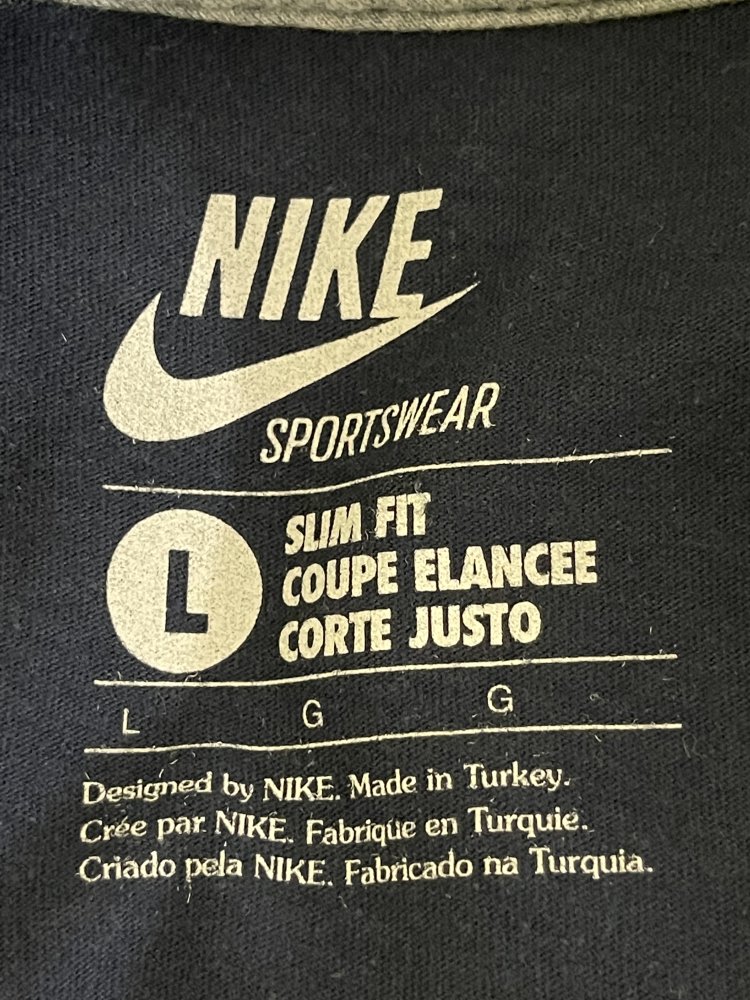 NIKE
SPORTSWEAR
L
SLIM FIT
COUPE ELANCEE
CORTE JUSTO
L G G
Designed by NIKE. Made in Turkey.
Crée par NIKE. Fabrique en Turquie.
Criado pela NIKE. Fabricado na Turquia.